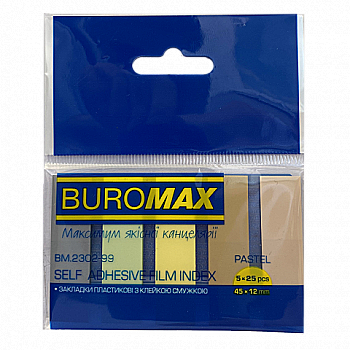 BUROMAX
Максимум якісної канцелярії
BM.2302-99
PASTEL
SELF ADHESIVE FILM INDEX
5×25 pcs
• ЗАКЛАДКИ ПЛАСТИКОВІ З КЛЕЙКОЮ СМУЖКОЮ
45×12 mm